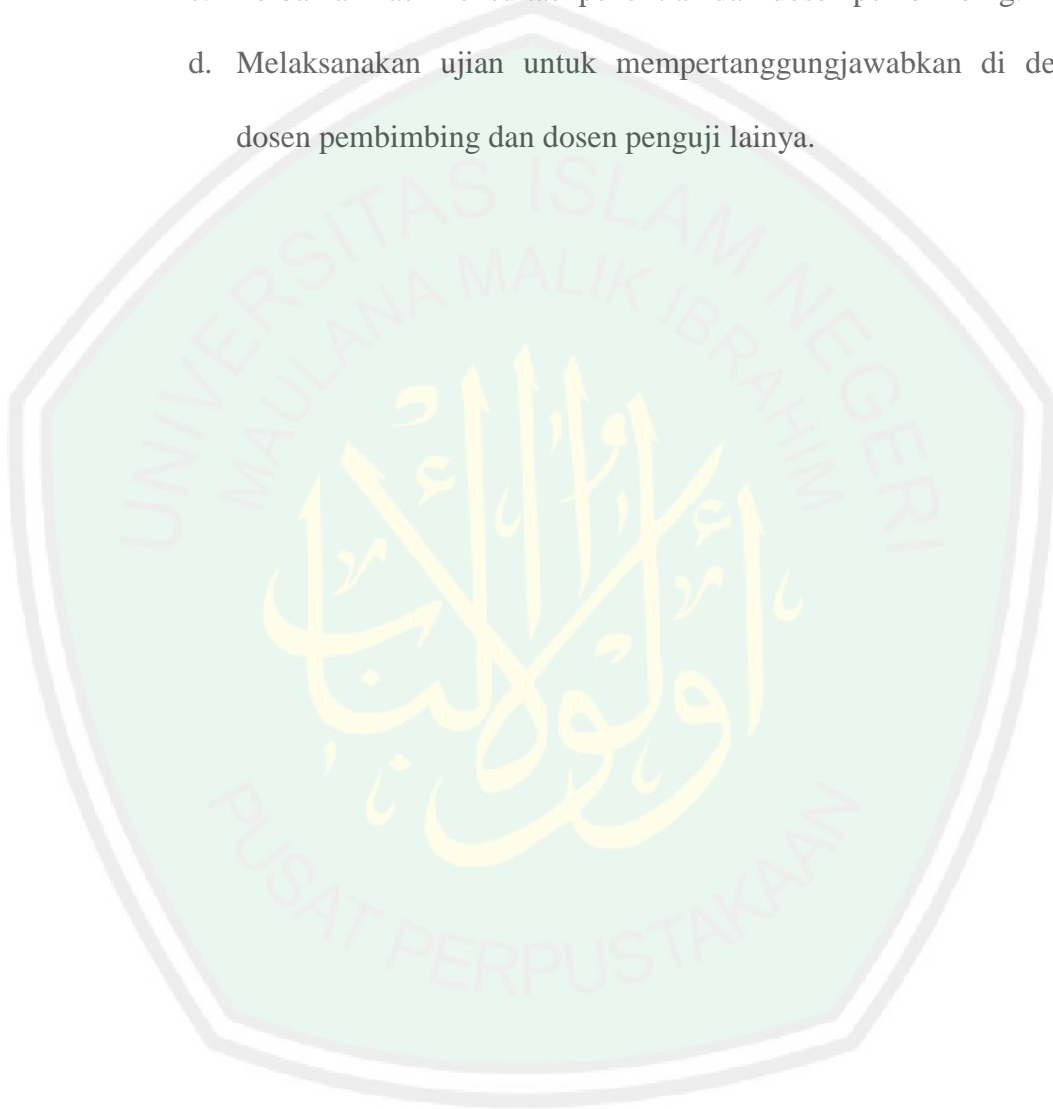 d. Melaksanakan ujian untuk mempertanggungjawabkan di de
dosen pembimbing dan dosen penguji lainya.
UNIVERSITAS ISLAM NEGERI
MAULANA MALIK IBRAHIM
أولوا الألباب
PUSAT PERPUSTAKAAN